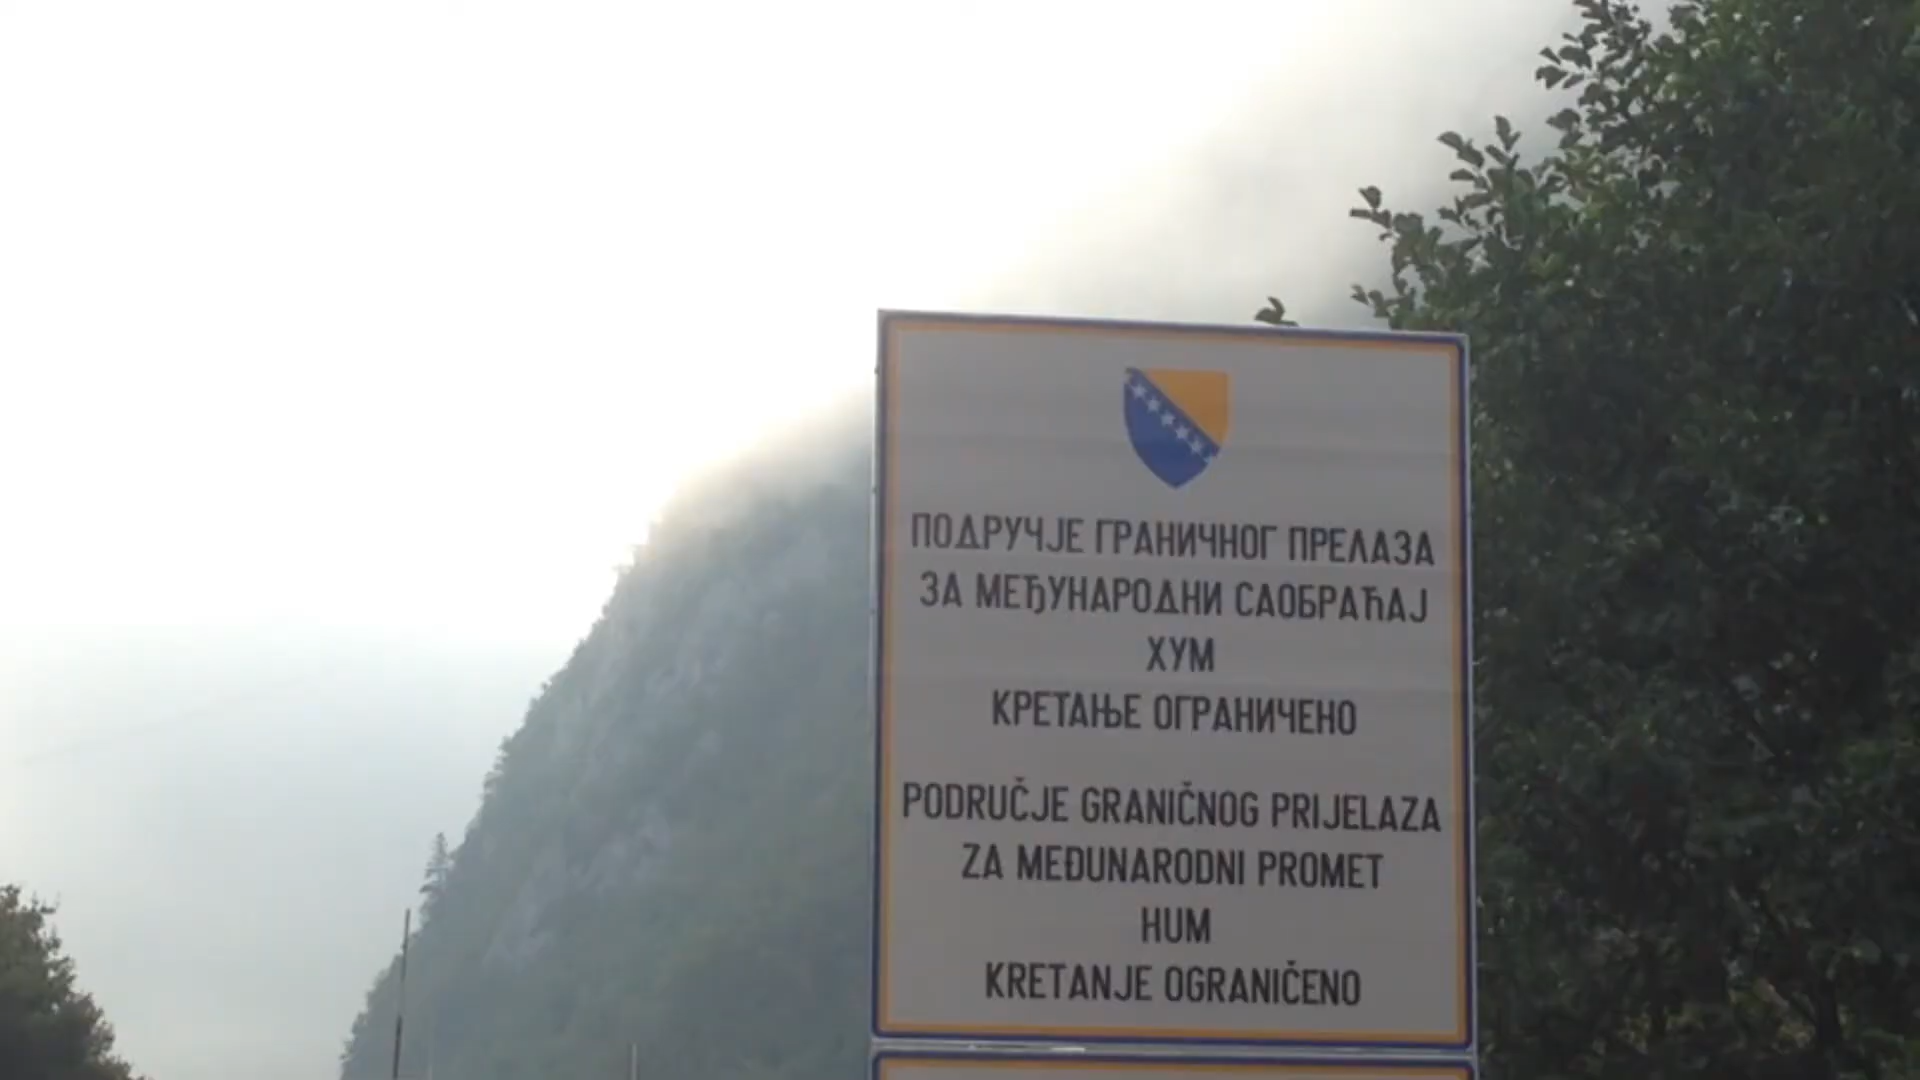 ПОДРУЧЈЕ ГРАНИЧНОГ ПРЕЛАЗА
ЗА МЕЂУНАРОДНИ САОБРАЋАЈ
ХУМ
КРЕТАЊЕ ОГРАНИЧЕНО
PODRUČJE GRANIČNOG PRIJELAZA
ZA MEĐUNARODNI PROMET
HUM
KRETANJE OGRANIČENO